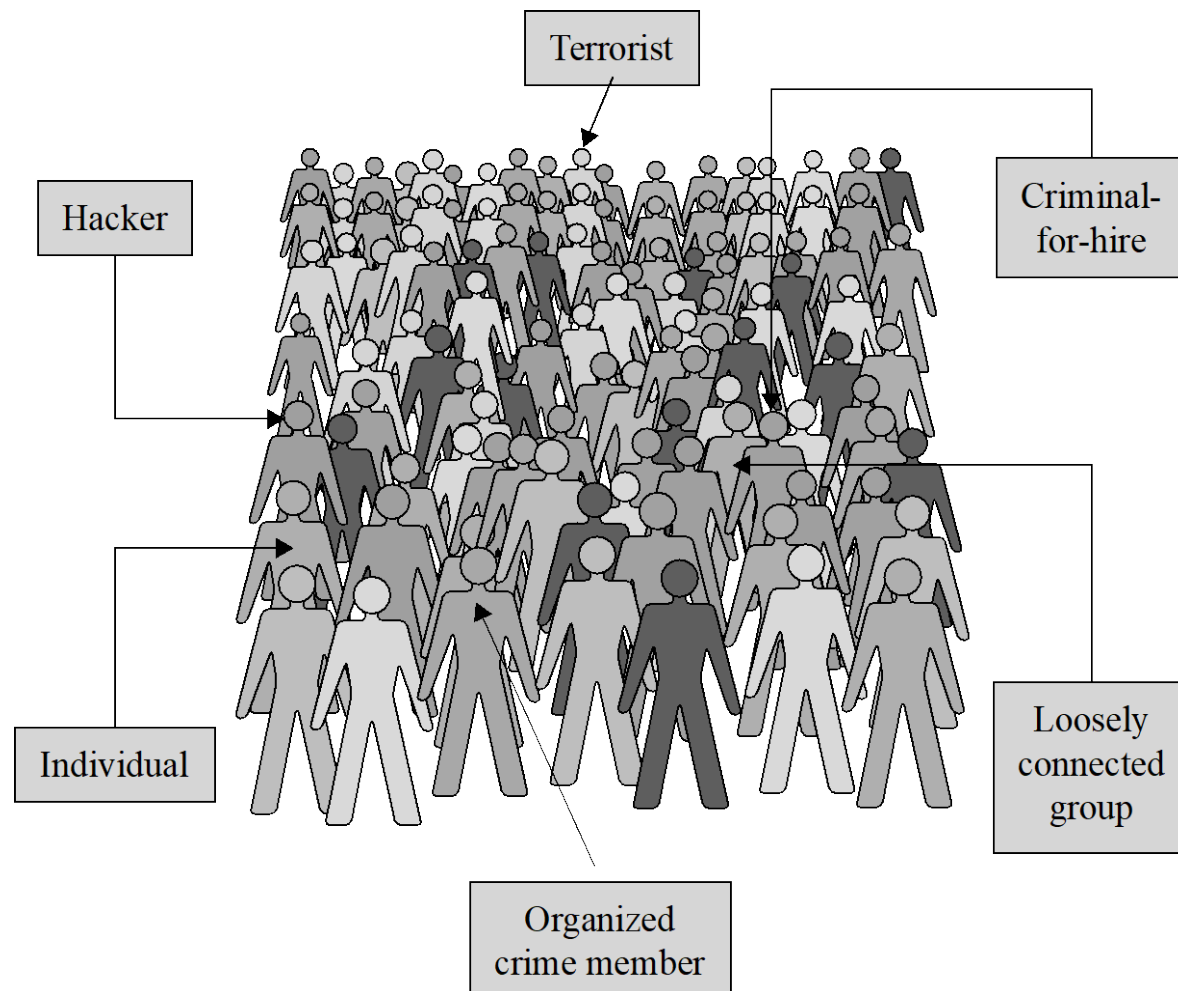 Terrorist
Hacker
Criminal-
for-hire
Individual
Loosely
connected
group
Organized
crime member